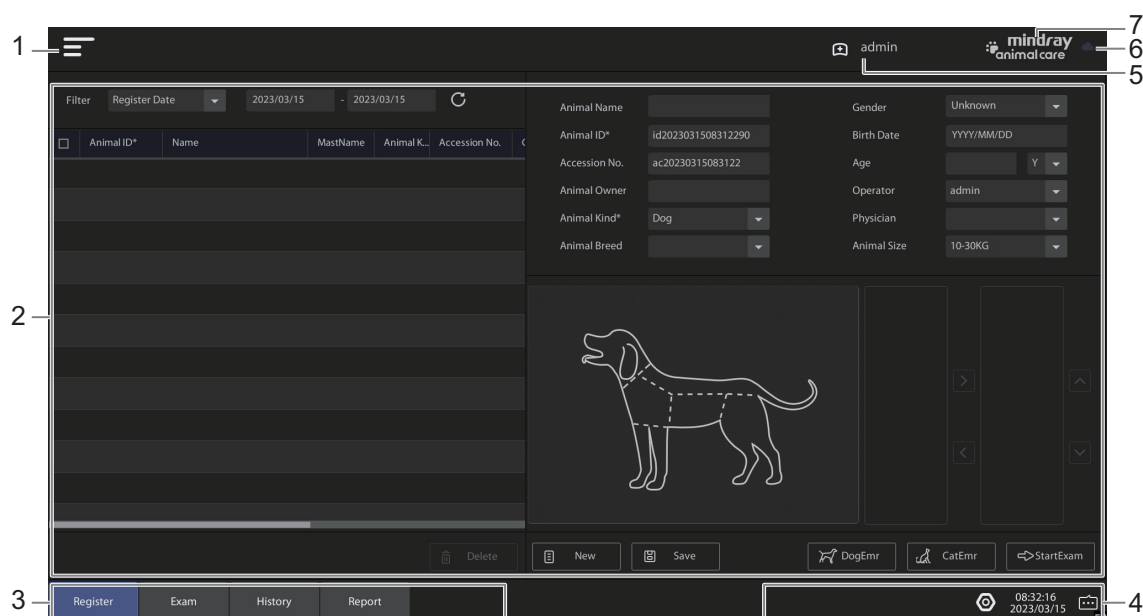 7
1
admin
mindray
animalcare
6
5
Filter
Register Date
2023/03/15
- 2023/03/15
Animal ID*
Name
MastName
Animal K...
Accession No.
Animal Name
Gender
Unknown
Animal ID*
id2023031508312290
Birth Date
YYYY/MM/DD
Accession No.
ac20230315083122
Age
Y
Animal Owner
Operator
admin
Animal Kind*
Dog
Physician
Animal Breed
Animal Size
10-30KG
2
Delete
New
Save
DogEmr
CatEmr
StartExam
3
Register
Exam
History
Report
08:32:16
2023/03/15
4